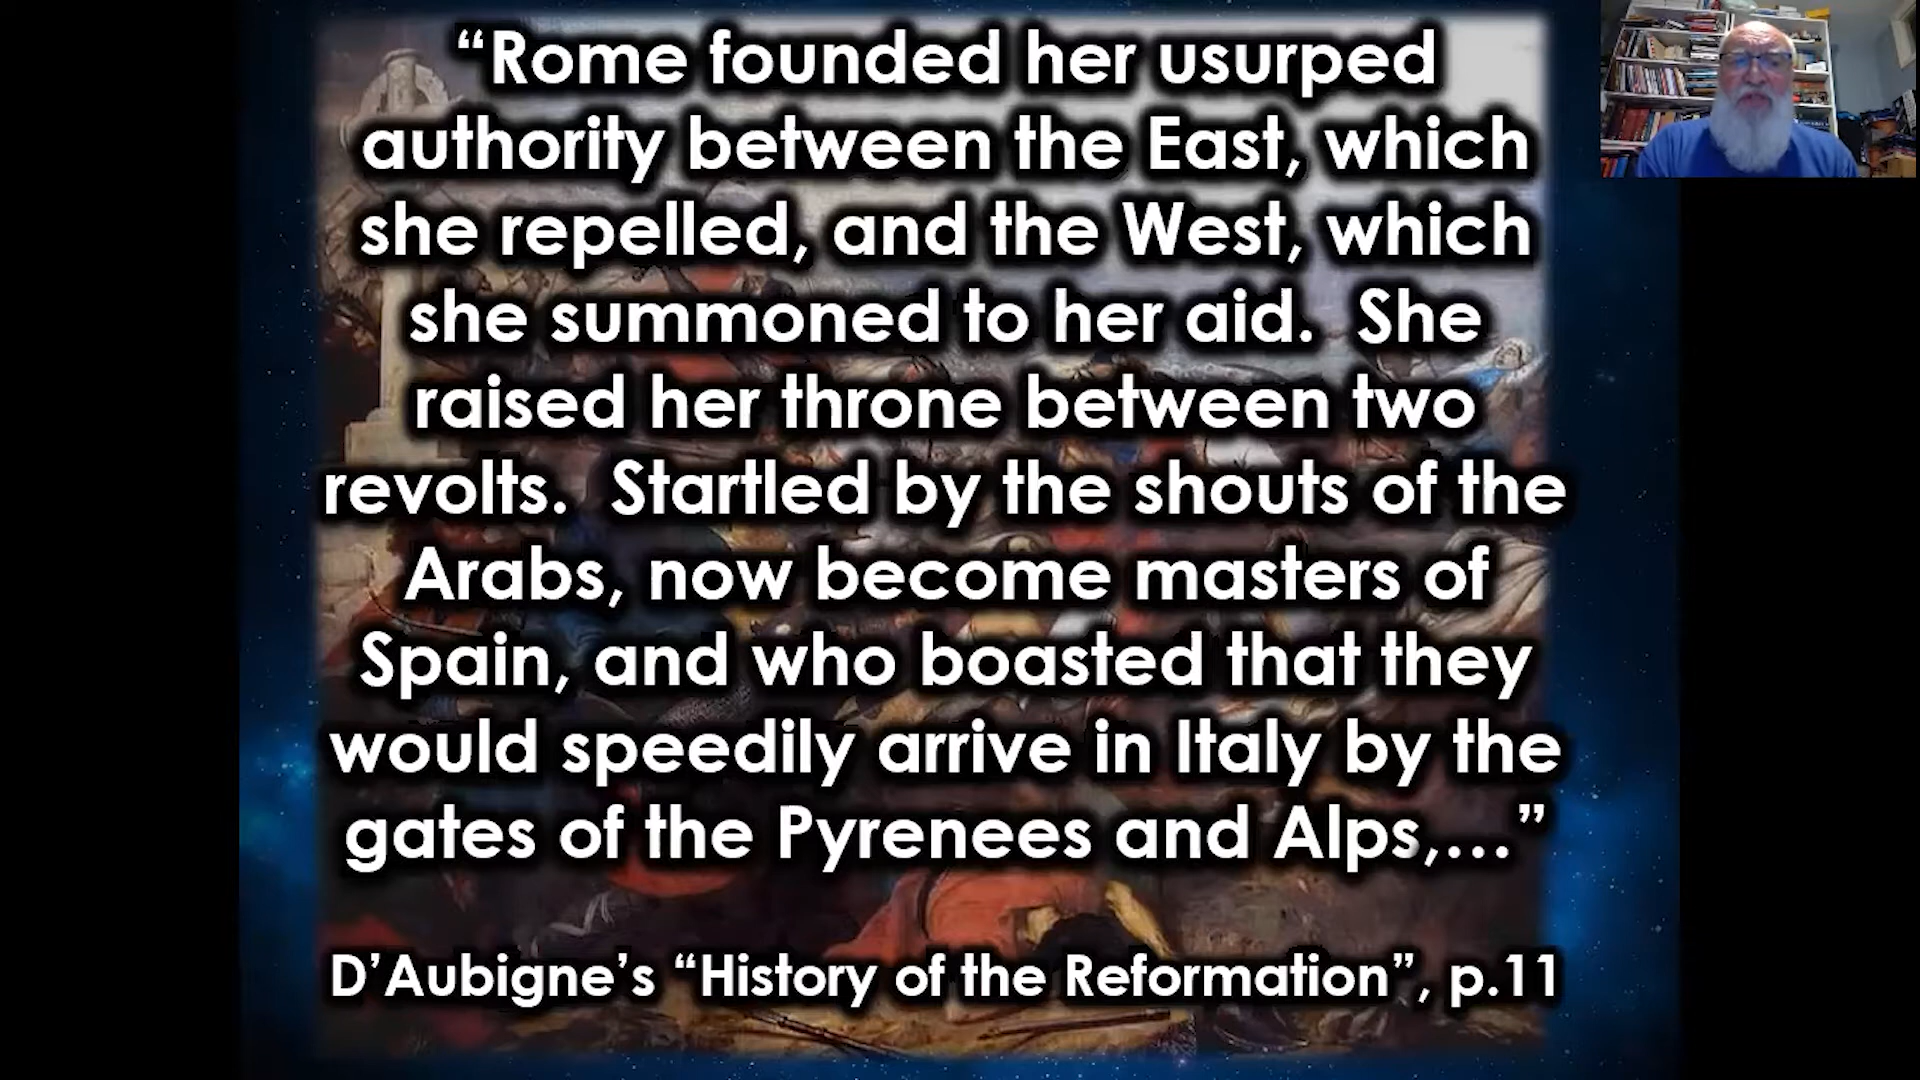 “Rome founded her usurped
authority between the East, which
she repelled, and the West, which
she summoned to her aid.  She
raised her throne between two
revolts.  Startled by the shouts of the
Arabs, now become masters of
Spain, and who boasted that they
would speedily arrive in Italy by the
gates of the Pyrenees and Alps,...”
D’Aubigne’s “History of the Reformation”, p.11